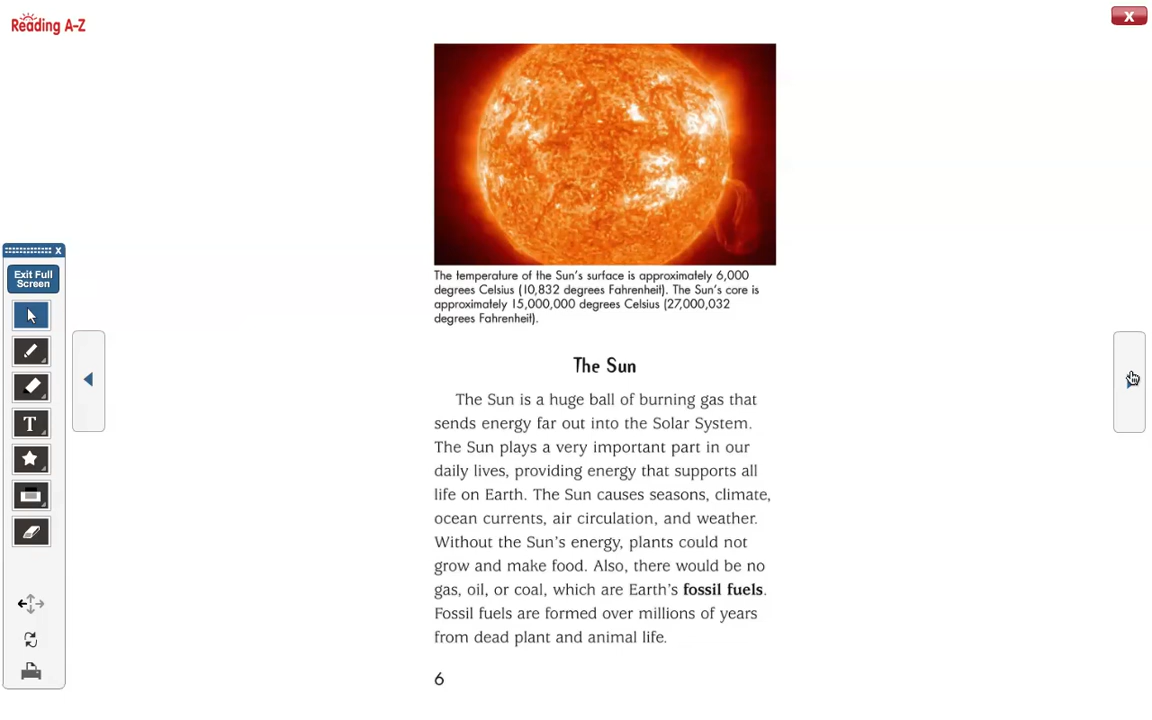 Reading A-Z
X
The temperature of the Sun's surface is approximately 6,000
degrees Celsius (10,832 degrees Fahrenheit). The Sun's core is
approximately 15,000,000 degrees Celsius (27,000,032
degrees Fahrenheit).
x
Exit Full
Screen
T
The Sun
The Sun is a huge ball of burning gas that
sends energy far out into the Solar System.
The Sun plays a very important part in our
daily lives, providing energy that supports all
life on Earth. The Sun causes seasons, climate,
ocean currents, air circulation, and weather.
Without the Sun's energy, plants could not
grow and make food. Also, there would be no
gas, oil, or coal, which are Earth's fossil fuels.
Fossil fuels are formed over millions of years
from dead plant and animal life.
6